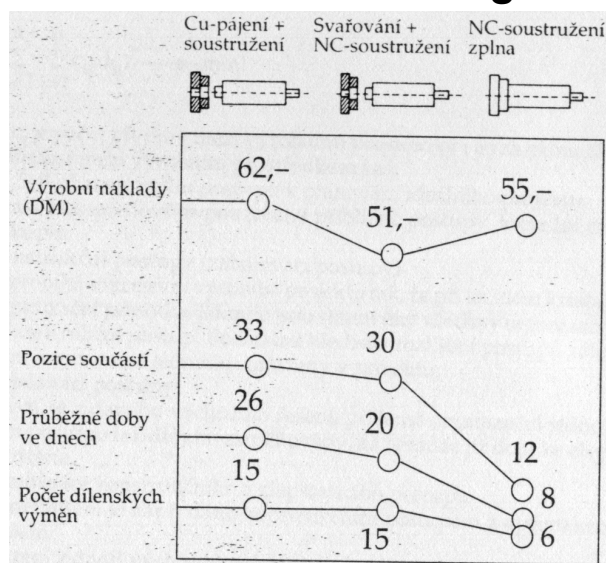 Cu-pájení +
soustružení
Svařování +
NC-soustružení
NC-soustružení
zplna
Výrobní náklady
(DM)
62,–
51,–
55,–
Pozice součástí
33
30
12
Průběžné doby
ve dnech
26
20
8
Počet dílenských
výměn
15
15
6